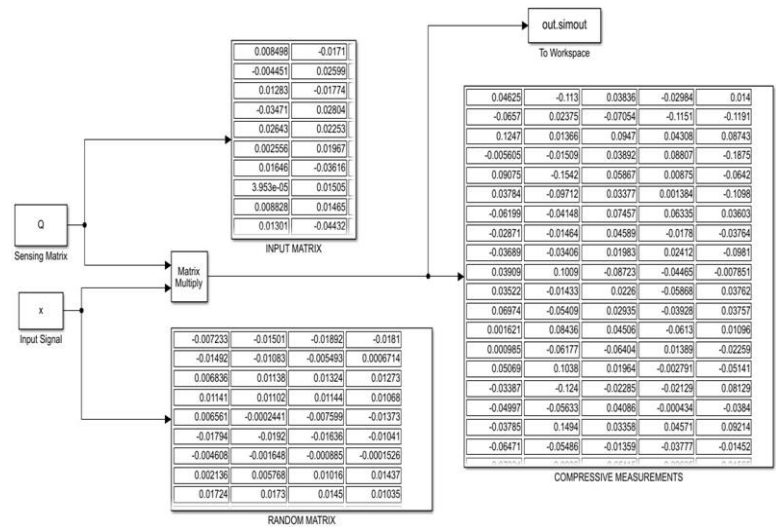 out.simout
To Workspace
0.008498 -0.0171
-0.004451 0.02599
0.01283 -0.01774
-0.03471 0.02804
0.02643 0.02253
0.002556 0.01967
0.01646 -0.03616
3.953e-05 0.01505
0.008828 0.01465
0.01301 -0.04432
INPUT MATRIX
Q
Sensing Matrix
Matrix
Multiply
x
Input Signal
-0.007233 -0.01501 -0.01892 -0.0181
-0.01492 -0.01083 -0.005493 0.0006714
0.006836 0.01138 0.01324 0.01273
0.01141 0.01102 0.01144 0.01068
0.006561 -0.0002441 -0.007599 -0.01373
-0.01794 -0.0192 -0.01636 -0.01041
-0.004608 -0.001648 -0.000885 -0.0001526
0.002136 0.005768 0.01016 0.01437
0.01724 0.0173 0.0145 0.01035
RANDOM MATRIX
0.04625 -0.113 0.03836 -0.02984 0.014
-0.0657 0.02375 -0.07054 -0.1151 -0.1191
0.1247 0.01366 0.0947 0.04308 0.08743
-0.005605 -0.01509 0.03892 0.08807 -0.1875
0.09075 -0.1542 0.05867 0.00875 -0.0642
0.03784 -0.09712 0.03377 0.001384 -0.1098
-0.06199 -0.04148 0.07457 0.06335 0.03603
-0.02871 -0.01464 0.04589 -0.0178 -0.03764
-0.03689 -0.03406 0.01983 0.02412 -0.0981
0.03909 0.1009 -0.08723 -0.04465 -0.007851
0.03522 -0.01433 0.0226 -0.05868 0.03762
0.06974 -0.05409 0.02935 -0.03928 0.03757
0.001621 0.08436 0.04506 -0.0613 0.01096
0.000985 -0.06177 -0.06404 0.01389 -0.02259
0.05069 0.1038 0.01964 -0.002791 -0.05141
-0.03387 -0.124 -0.02285 -0.02129 0.08129
-0.04997 -0.05633 0.04086 -0.000434 -0.0384
-0.03785 0.1494 0.03358 0.04571 0.09214
-0.06471 -0.05486 -0.01359 -0.03777 -0.01452
COMPRESSIVE MEASUREMENTS